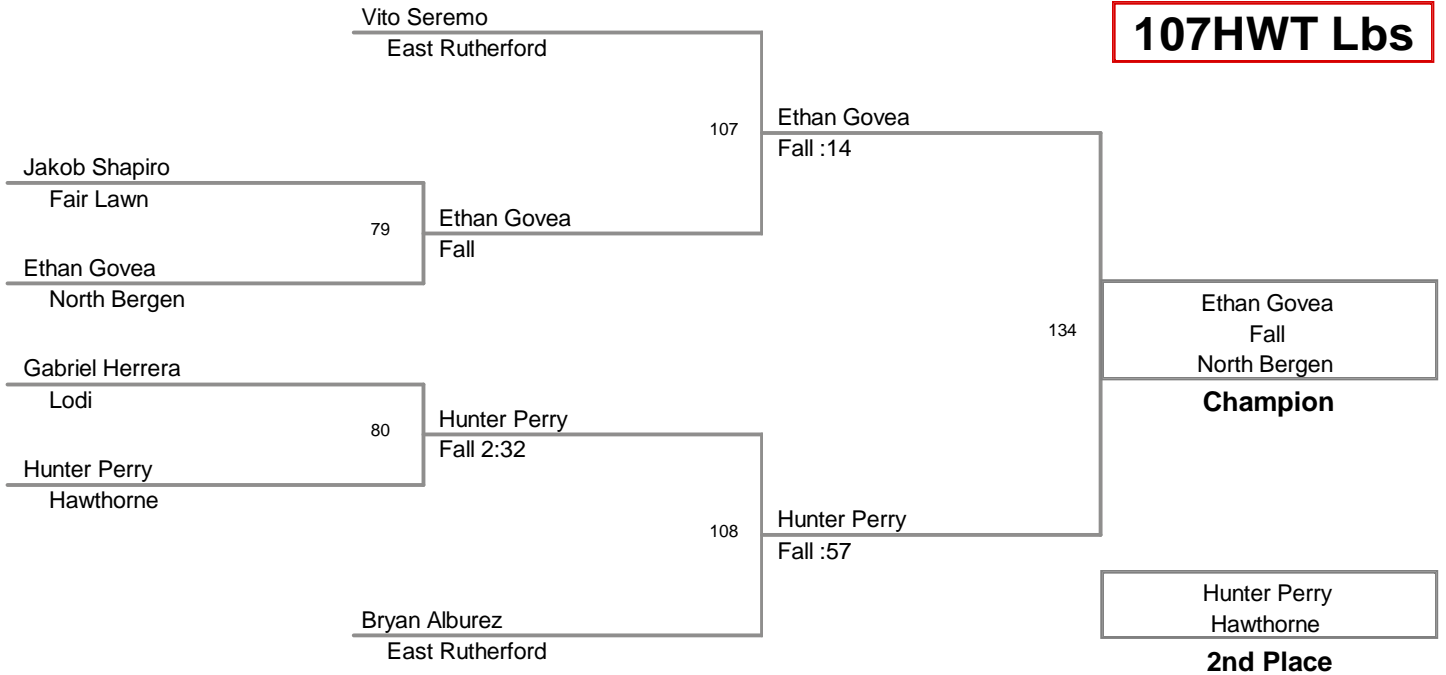 107HWT Lbs
Vito Seremo
East Rutherford
107
Ethan Govea
Fall :14
Jakob Shapiro
Fair Lawn
79
Ethan Govea
Fall
Ethan Govea
North Bergen
134
Ethan Govea
Fall
North Bergen
Champion
Gabriel Herrera
Lodi
80
Hunter Perry
Fall 2:32
Hunter Perry
Hawthorne
108
Hunter Perry
Fall :57
Bryan Alburez
East Rutherford
Hunter Perry
Hawthorne
2nd Place